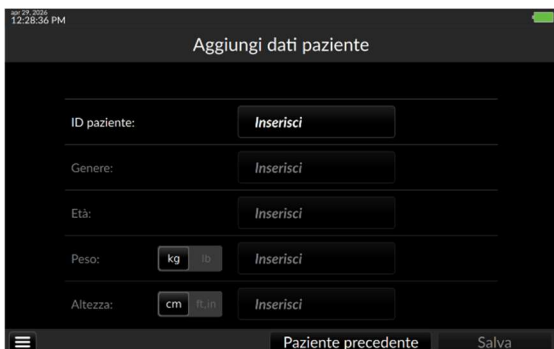 apr 29, 2026
12:28:36 PM
Aggiungi dati paziente
ID paziente: Inserisci
Genere: Inserisci
Età: Inserisci
Peso: kg lb Inserisci
Altezza: cm ft,in Inserisci
Paziente precedente Salva